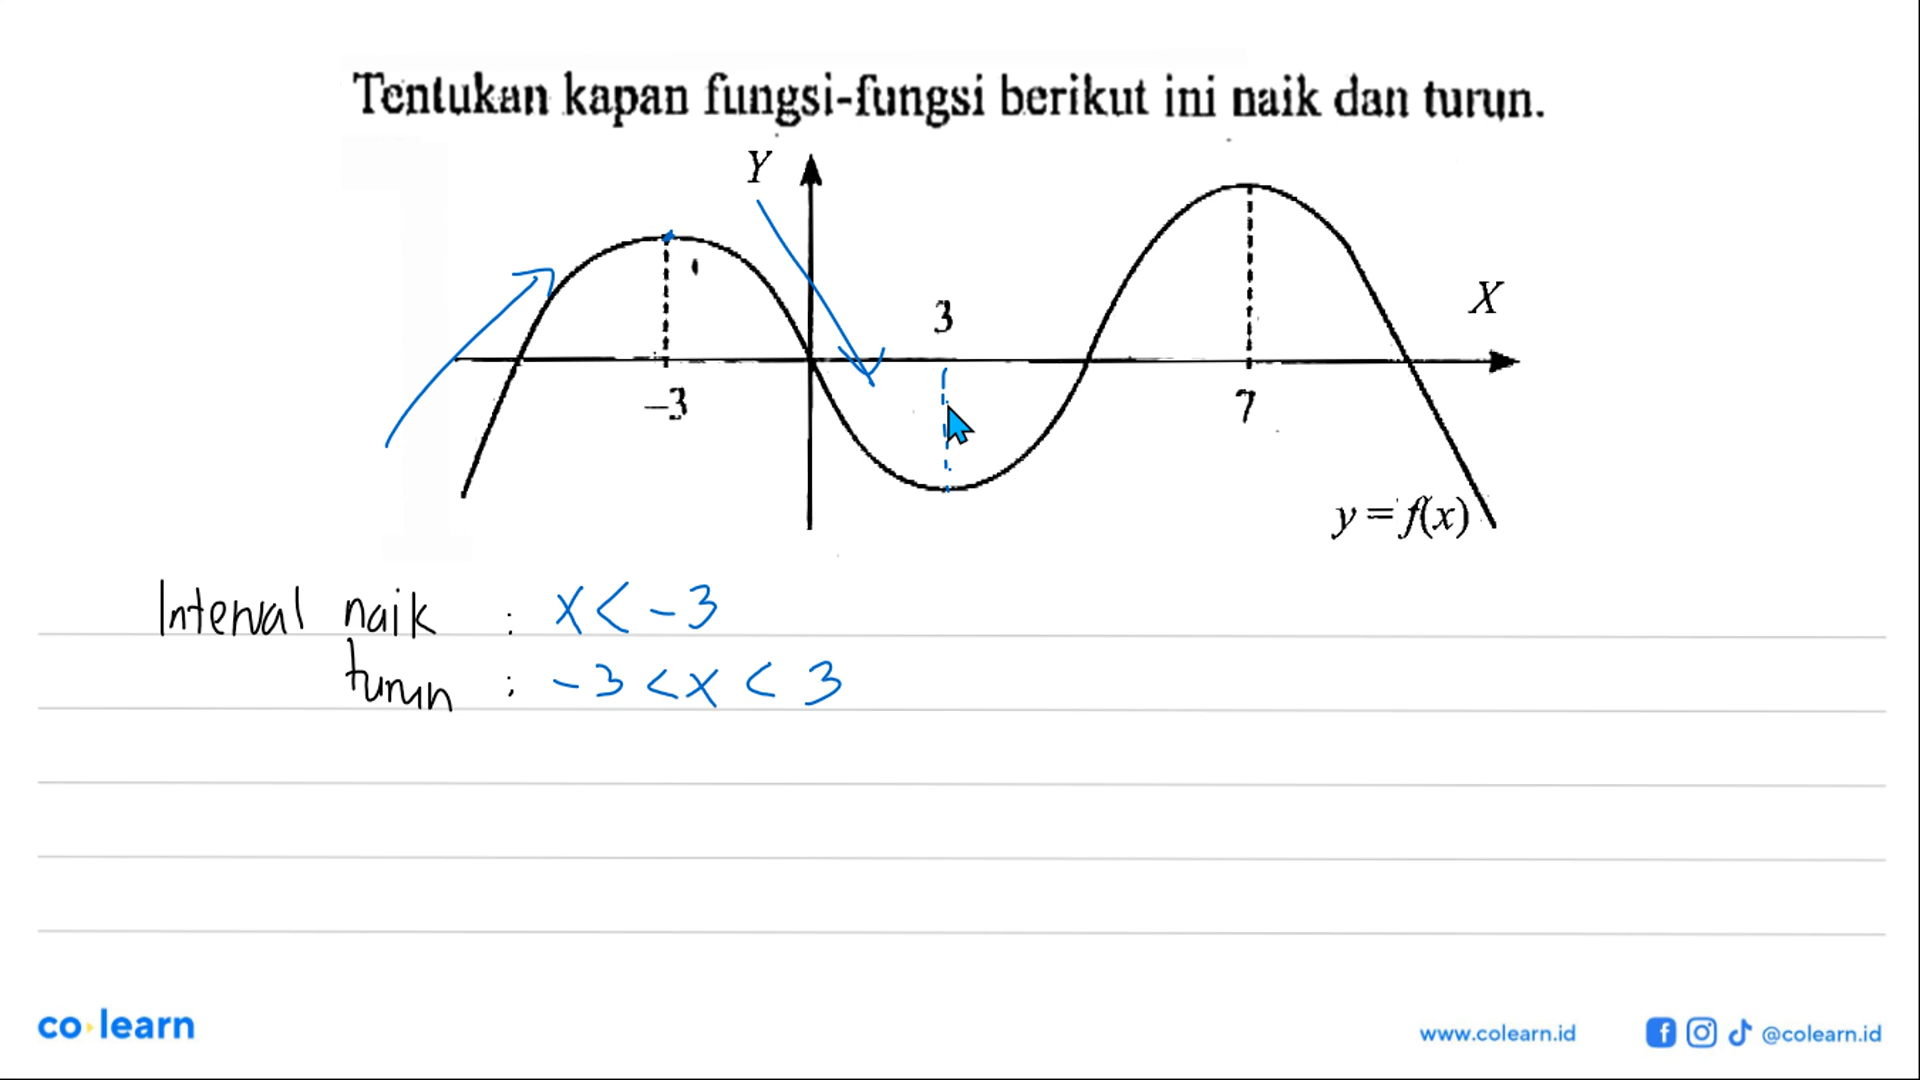 Tentukan kapan fungsi-fungsi berikut ini naik dan turun.
Y
3
X
-3
7
y = f(x)
Interval naik : x < -3
turun : -3 < x < 3
co learn
www.colearn.id
@colearn.id